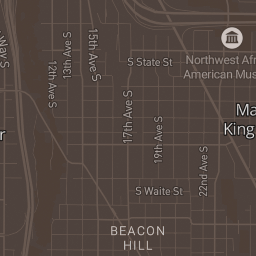 Way S
12th Ave S
13th Ave S
15th Ave S
S State St
Northwest Afr
American Mus
17th Ave S
19th Ave S
22nd Ave S
Ma
King
r
S Waite St
BEACON
HILL